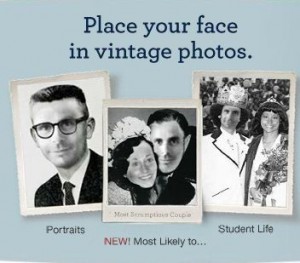 Place your face
in vintage photos.
Most Scrumptious Couple
Portraits
Student Life
NEW! Most Likely to...